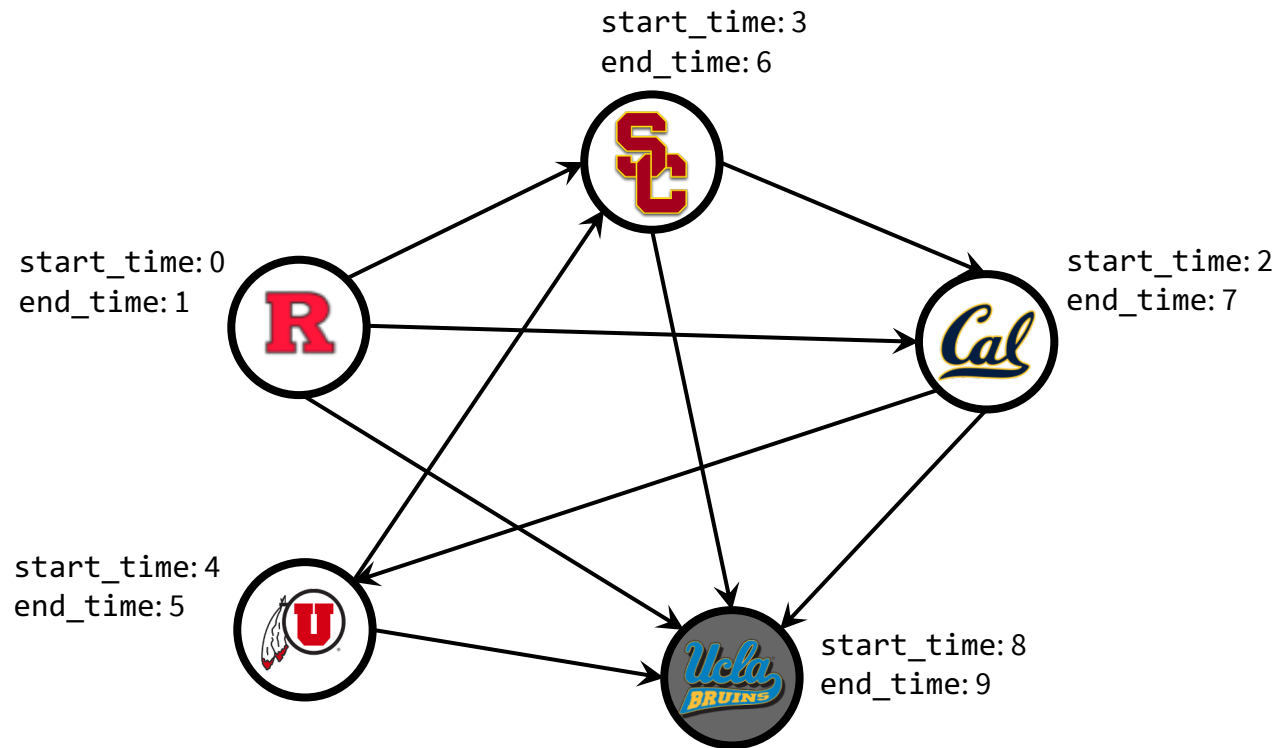 start_time: 3
end_time: 6
SC
start_time: 0
end_time: 1
R
start_time: 2
end_time: 7
Cal
start_time: 4
end_time: 5
U
Ucla
BRUINS
start_time: 8
end_time: 9